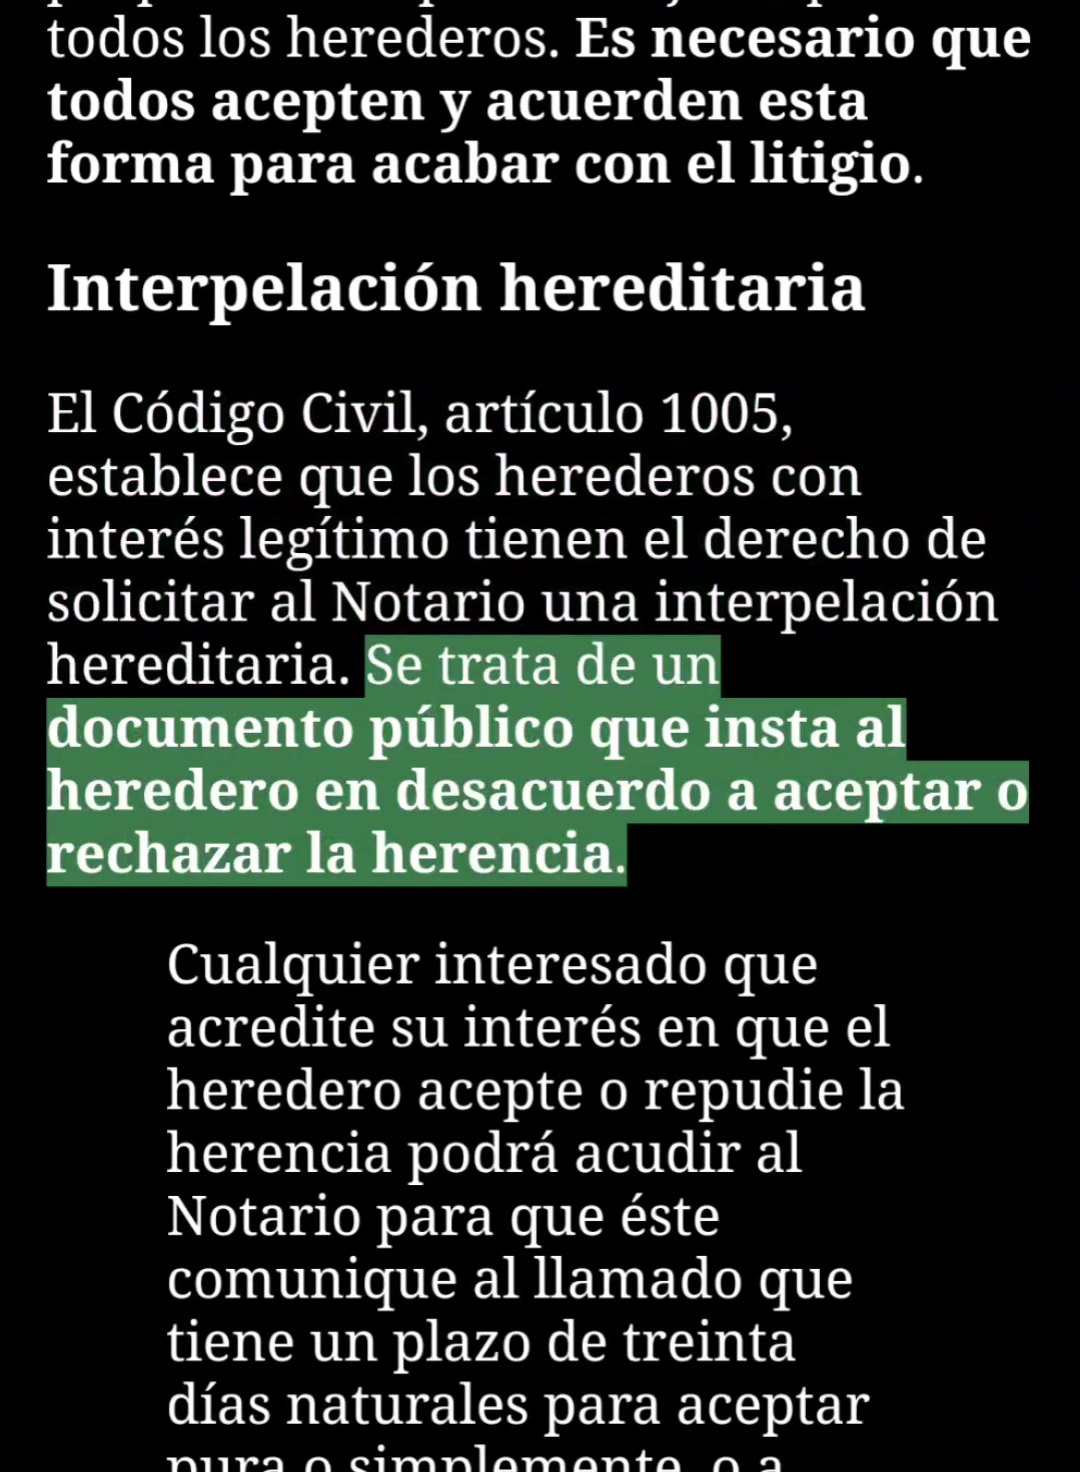 todos los herederos. Es necesario que
todos acepten y acuerden esta
forma para acabar con el litigio.
Interpelación hereditaria
El Código Civil, artículo 1005,
establece que los herederos con
interés legítimo tienen el derecho de
solicitar al Notario una interpelación
hereditaria. Se trata de un
documento público que insta al
heredero en desacuerdo a aceptar o
rechazar la herencia.
Cualquier interesado que
acredite su interés en que el
heredero acepte o repudie la
herencia podrá acudir al
Notario para que éste
comunique al llamado que
tiene un plazo de treinta
días naturales para aceptar
pura o simplemente, o a